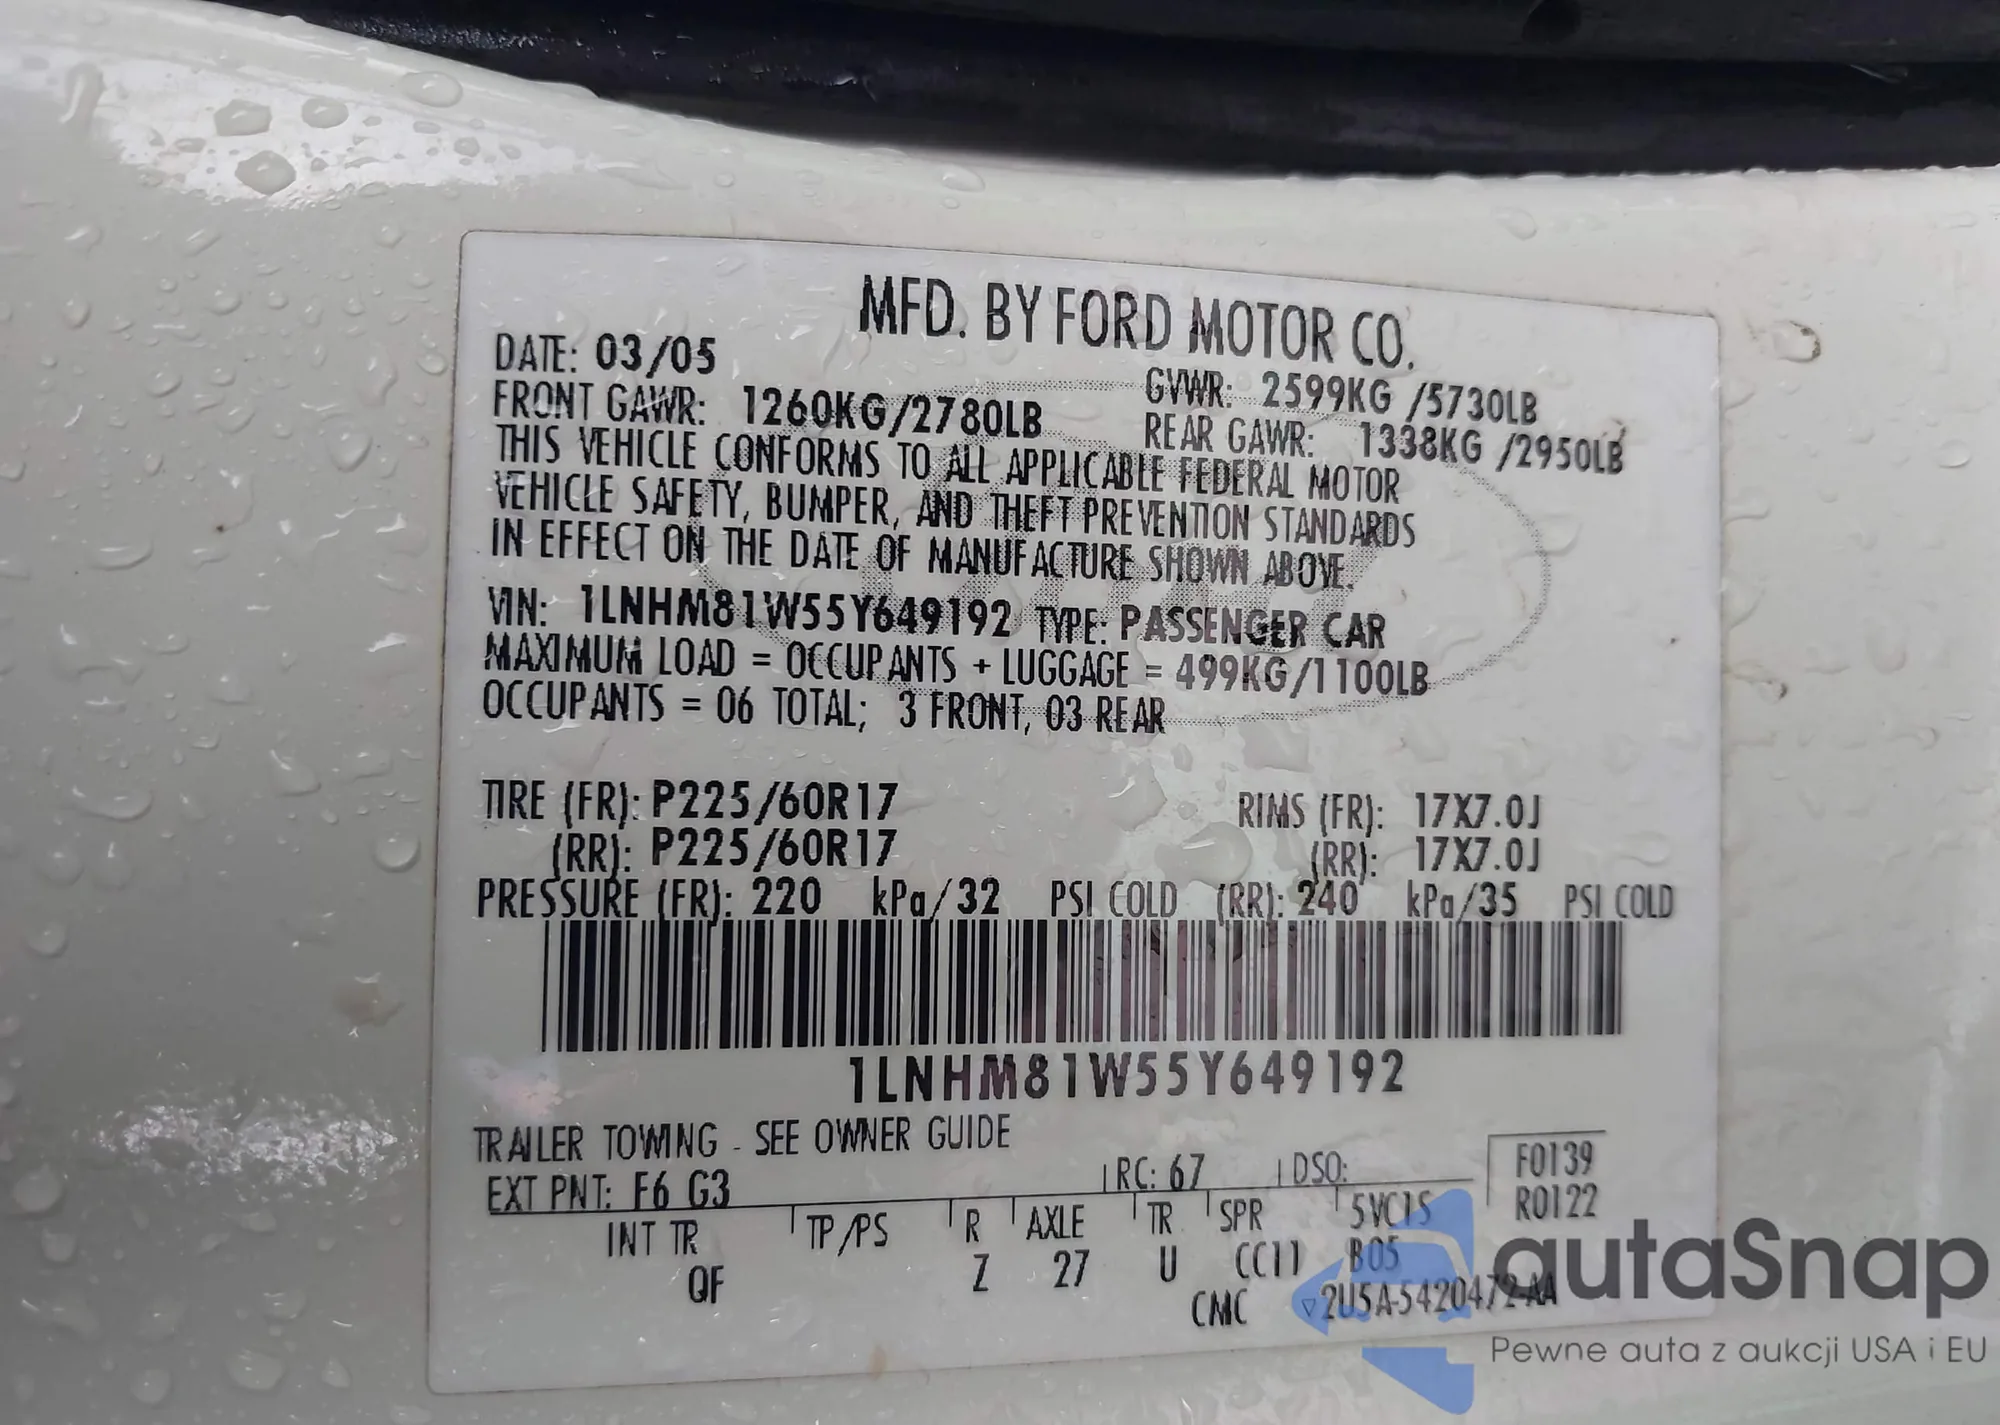 MFD. BY FORD MOTOR CO.
DATE: 03/05 GVWR: 2599KG /5730LB
FRONT GAWR: 1260KG/2780LB REAR GAWR: 1338KG /2950LB
THIS VEHICLE CONFORMS TO ALL APPLICABLE FEDERAL MOTOR
VEHICLE SAFETY, BUMPER, AND THEFT PREVENTION STANDARDS
IN EFFECT ON THE DATE OF MANUFACTURE SHOWN ABOVE.
VIN: 1LNHM81W55Y649192 TYPE: PASSENGER CAR
MAXIMUM LOAD = OCCUPANTS + LUGGAGE = 499KG/1100LB
OCCUPANTS = 06 TOTAL; 3 FRONT, 03 REAR
TIRE (FR): P225/60R17 RIMS (FR): 17X7.0J
(RR): P225/60R17 (RR): 17X7.0J
PRESSURE (FR): 220 kPa/32 PSI COLD (RR): 240 kPa/35 PSI COLD
1LNHM81W55Y649192
TRAILER TOWING - SEE OWNER GUIDE
EXT PNT: F6 G3 RC: 67 DSO: F0139
R0122
INT TR TP/PS R AXLE TR SPR 5VC1S
QF Z 27 U CC11 B05
CMC 2U5A-5420472-AA
autaSnap
Pewne auta z aukcji USA i EU